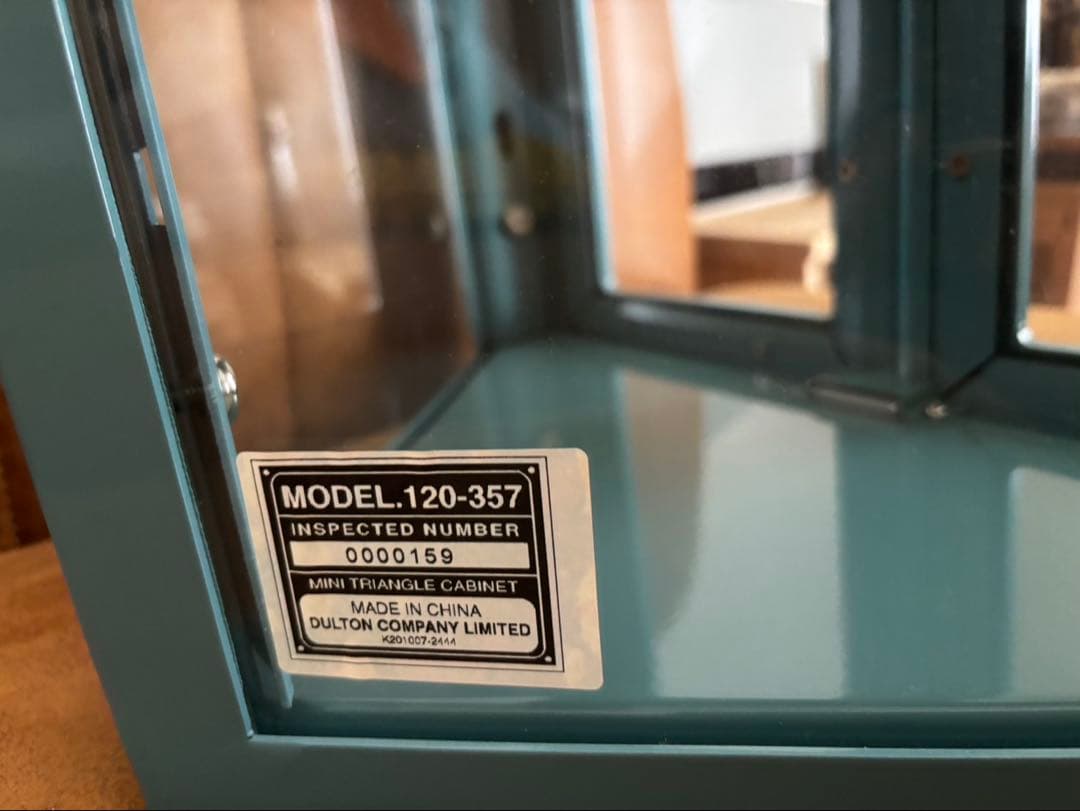 MODEL.120-357
INSPECTED NUMBER
0000159
MINI TRIANGLE CABINET
MADE IN CHINA
DULTON COMPANY LIMITED
K201007-2444